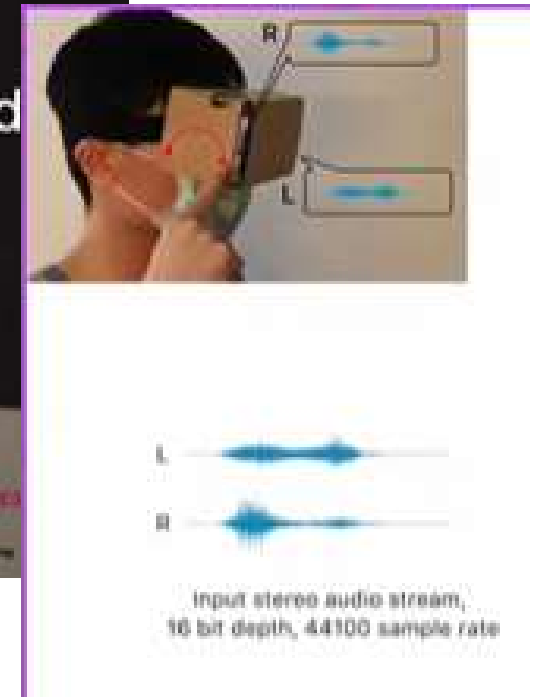 d
R
L
L
R
Input stereo audio stream,
16 bit depth, 44100 sample rate